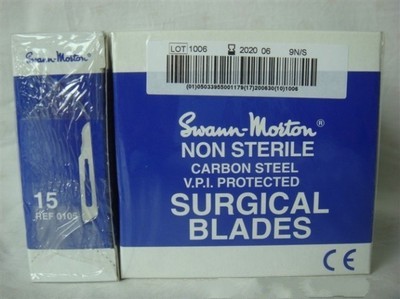 Swann-Morton®
15
REF 0105
LOT 1006 2020 06 9N/S
(01)05033955001179(17)200630(10)1006
Swann-Morton®
NON STERILE
CARBON STEEL
V.P.I. PROTECTED
SURGICAL
BLADES
CE